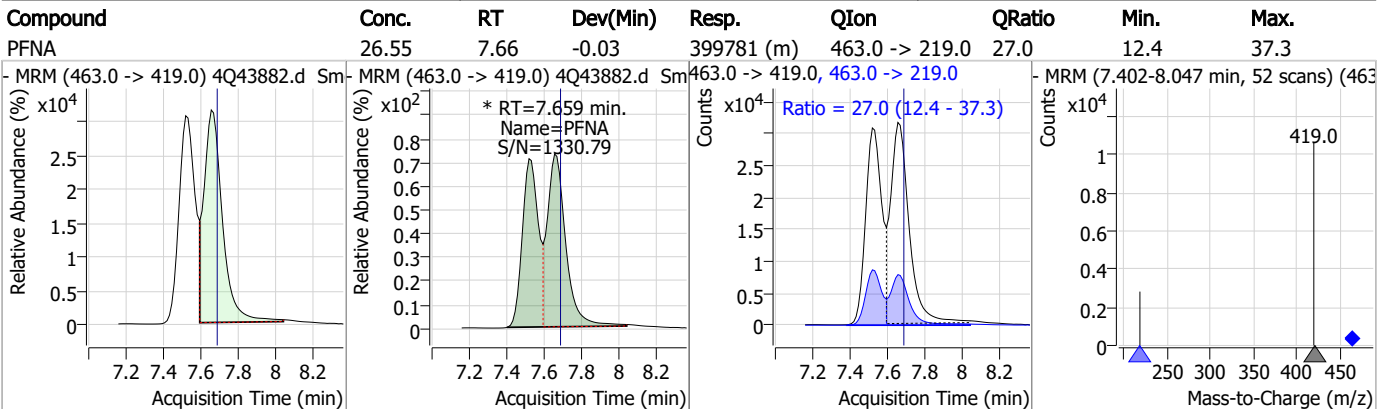 Compound Conc. RT Dev(Min) Resp. QIon QRatio Min. Max.
PFNA 26.55 7.66 -0.03 399781 (m) 463.0 -> 219.0 27.0 12.4 37.3
- MRM (463.0 -> 419.0) 4Q43882.d Sm
x10⁴
Relative Abundance (%)
2.5
2
1.5
1
0.5
0
7.2 7.4 7.6 7.8 8 8.2
Acquisition Time (min)
- MRM (463.0 -> 419.0) 4Q43882.d Sm
x10²
* RT=7.659 min.
Name=PFNA
S/N=1330.79
Relative Abundance (%)
0.8
0.7
0.6
0.5
0.4
0.3
0.2
0.1
0
7.2 7.4 7.6 7.8 8 8.2
Acquisition Time (min)
463.0 -> 419.0, 463.0 -> 219.0
x10⁴
Ratio = 27.0 (12.4 - 37.3)
Counts
2.5
2
1.5
1
0.5
0
7.2 7.4 7.6 7.8 8 8.2
Acquisition Time (min)
- MRM (7.402-8.047 min, 52 scans) (463
x10⁴
419.0
Counts
1
0.8
0.6
0.4
0.2
0
250 300 350 400 450
Mass-to-Charge (m/z)